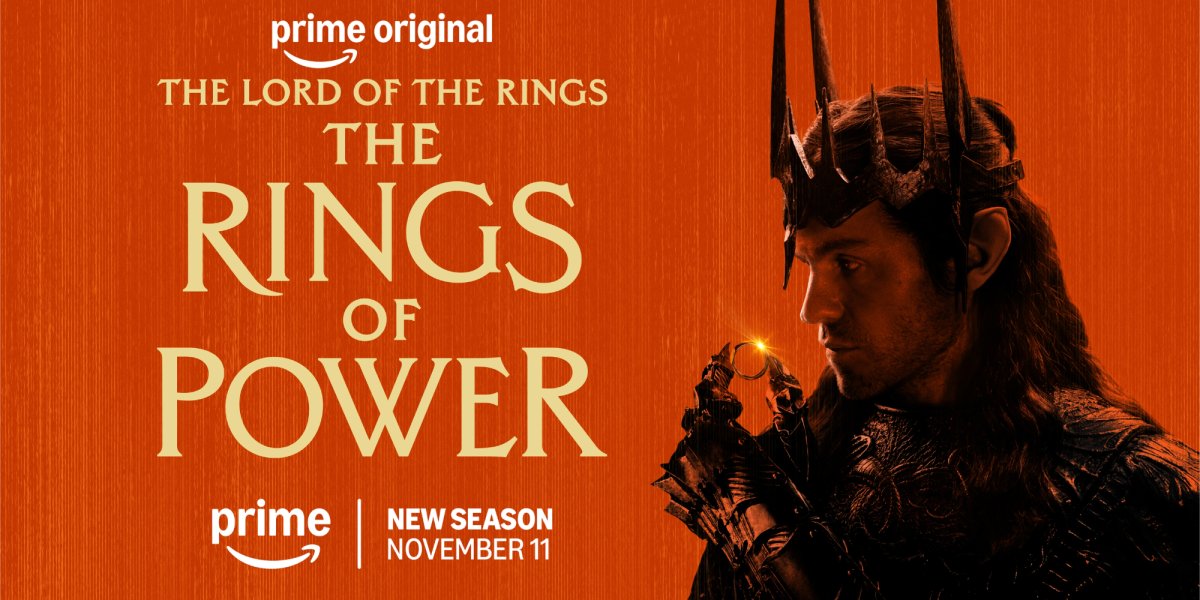 prime original
THE LORD OF THE RINGS
THE
RINGS
OF
POWER
prime
NEW SEASON
NOVEMBER 11